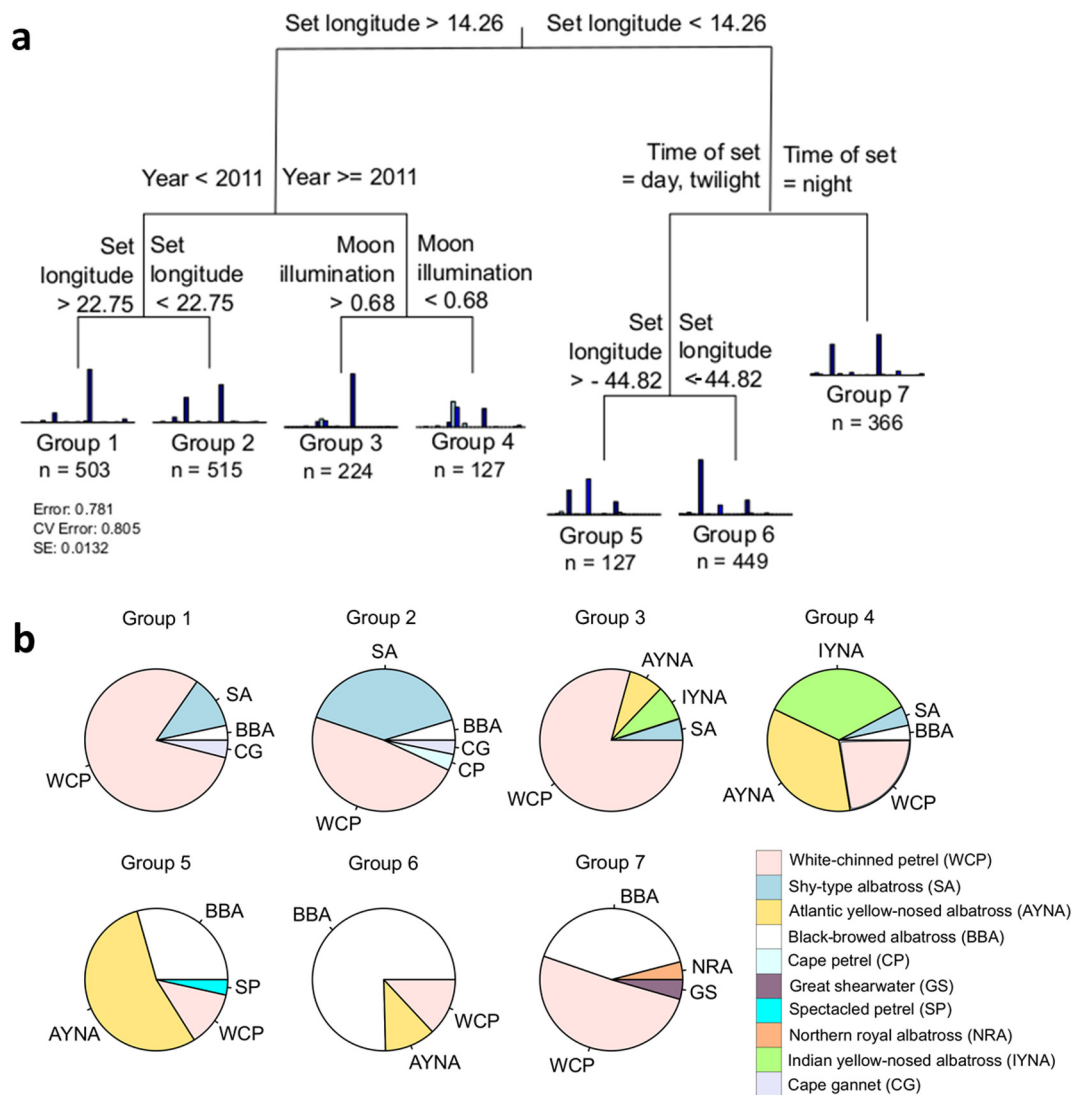 a
Set longitude > 14.26
Set longitude < 14.26
Year < 2011
Year >= 2011
Time of set
= day, twilight
Time of set
= night
Set
longitude
> 22.75
Set
longitude
< 22.75
Moon
illumination
> 0.68
Moon
illumination
< 0.68
Set
longitude
> - 44.82
Set
longitude
<-44.82
Group 1
n = 503
Group 2
n = 515
Group 3
n = 224
Group 4
n = 127
Group 7
n = 366
Group 5
n = 127
Group 6
n = 449
Error: 0.781
CV Error: 0.805
SE: 0.0132
b
Group 1
SA
BBA
CG
WCP
Group 2
SA
BBA
CG
CP
WCP
Group 3
AYNA
IYNA
SA
WCP
Group 4
IYNA
SA
BBA
WCP
AYNA
Group 5
BBA
SP
WCP
AYNA
Group 6
BBA
WCP
AYNA
Group 7
BBA
NRA
GS
WCP
White-chinned petrel (WCP)
Shy-type albatross (SA)
Atlantic yellow-nosed albatross (AYNA)
Black-browed albatross (BBA)
Cape petrel (CP)
Great shearwater (GS)
Spectacled petrel (SP)
Northern royal albatross (NRA)
Indian yellow-nosed albatross (IYNA)
Cape gannet (CG)